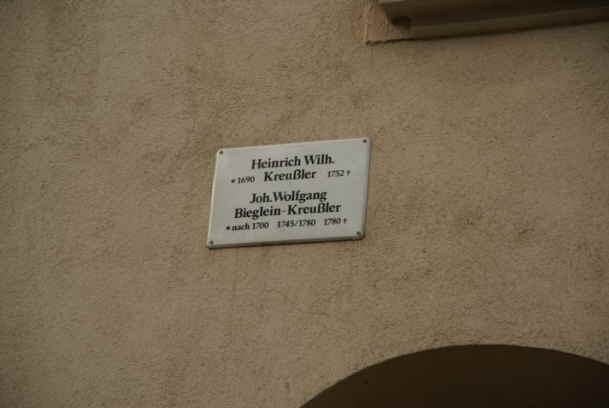 Heinrich Wilh.
*1690 Kreußler 1752 †
Joh. Wolfgang
Bieglein-Kreußler
*nach 1700 1745/1780 1780 †